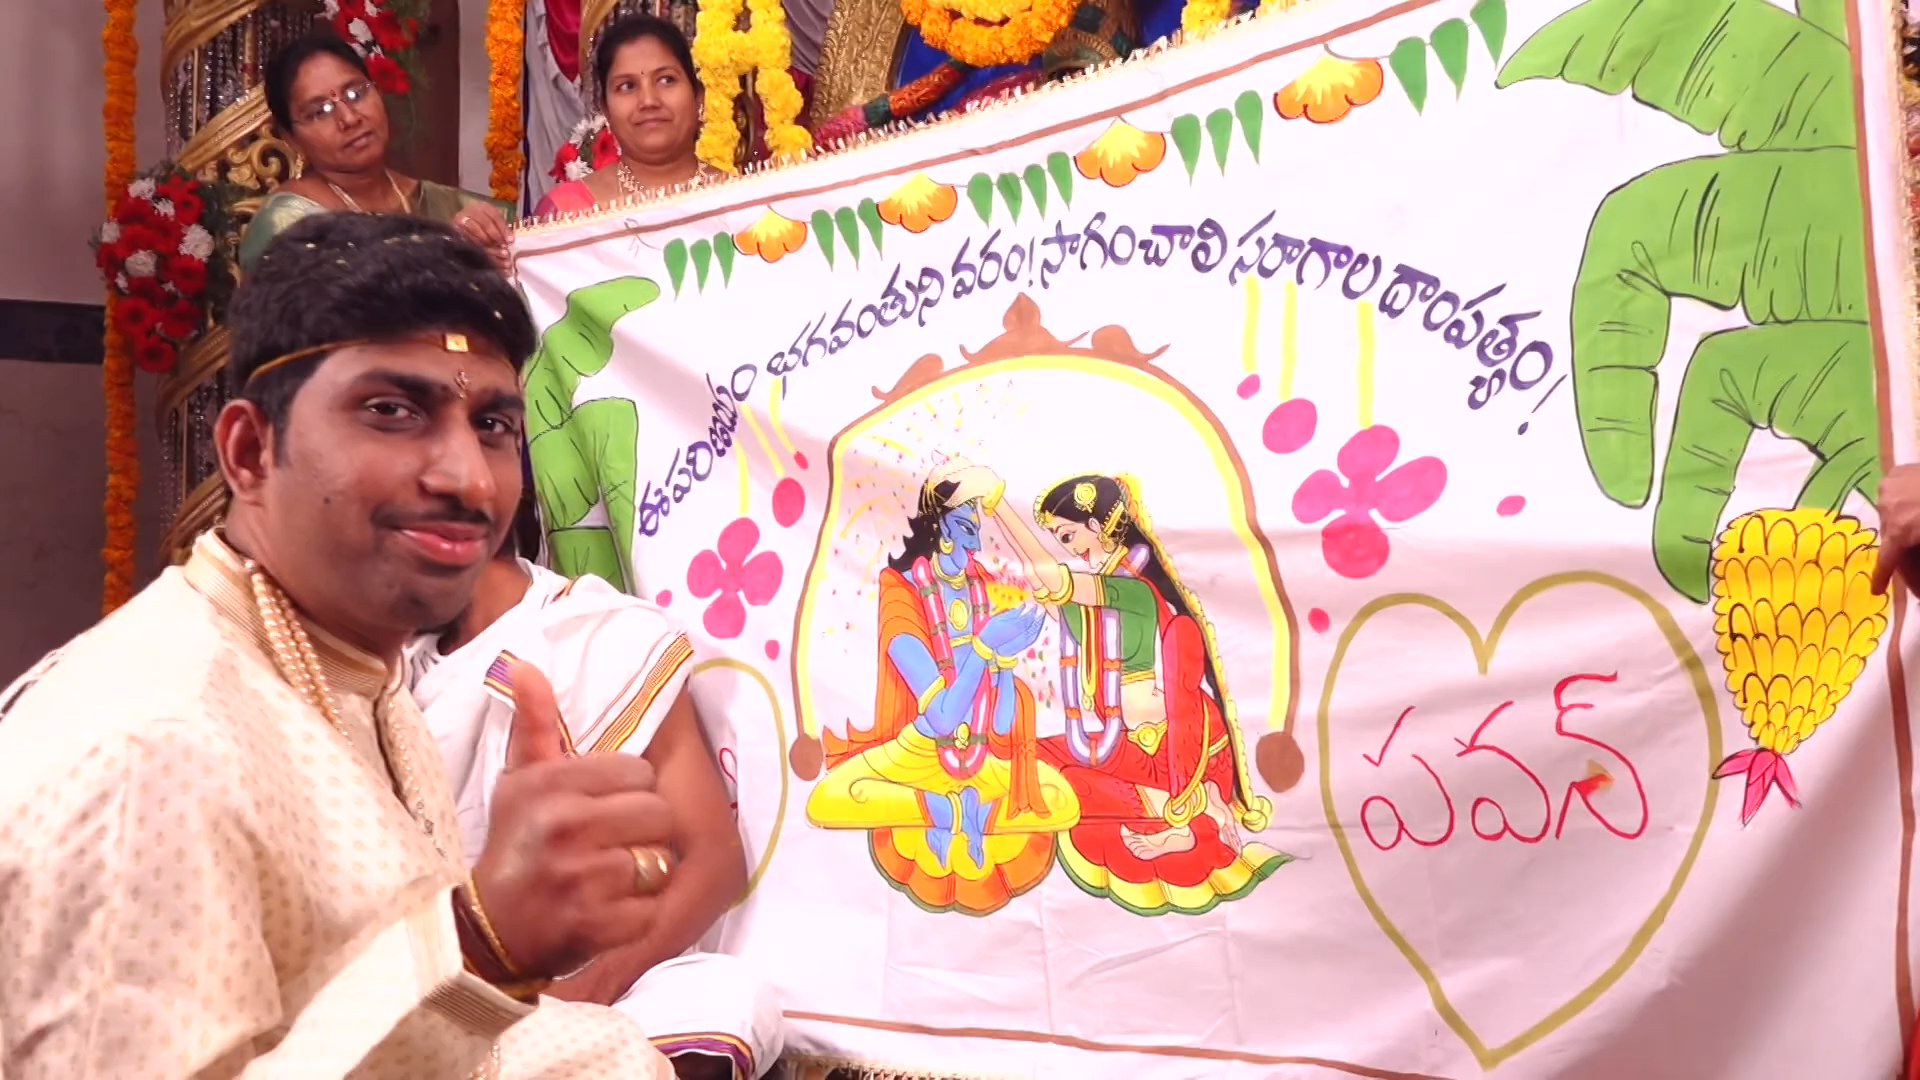 ఈ పరిణయం భగవంతుని వరం! సాగించాలి సరాగాల దాంపత్యం!
పవన్